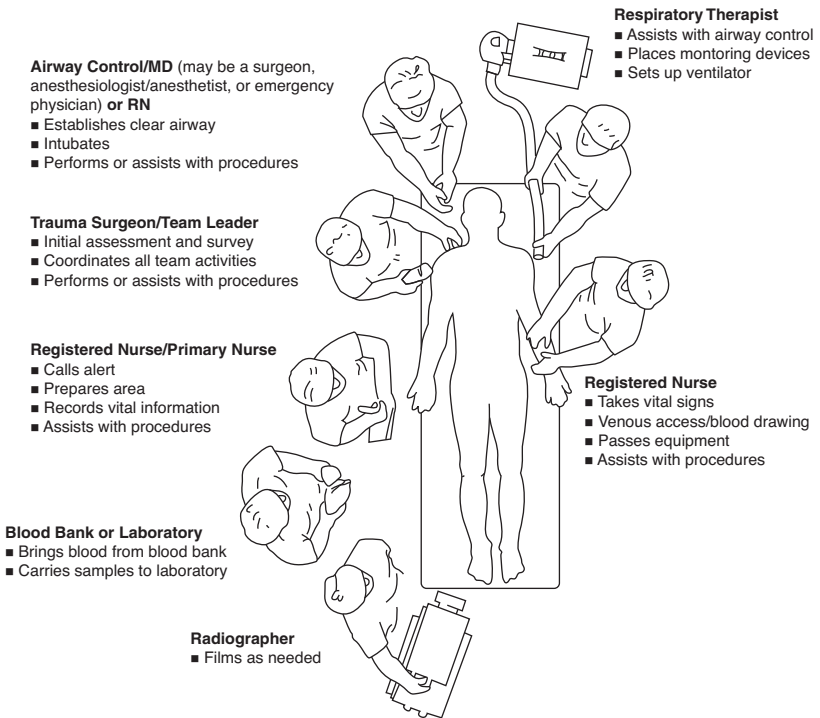 Respiratory Therapist
■ Assists with airway control
■ Places montoring devices
■ Sets up ventilator
Airway Control/MD (may be a surgeon,
anesthesiologist/anesthetist, or emergency
physician) or RN
■ Establishes clear airway
■ Intubates
■ Performs or assists with procedures
Trauma Surgeon/Team Leader
■ Initial assessment and survey
■ Coordinates all team activities
■ Performs or assists with procedures
Registered Nurse/Primary Nurse
■ Calls alert
■ Prepares area
■ Records vital information
■ Assists with procedures
Registered Nurse
■ Takes vital signs
■ Venous access/blood drawing
■ Passes equipment
■ Assists with procedures
Blood Bank or Laboratory
■ Brings blood from blood bank
■ Carries samples to laboratory
Radiographer
■ Films as needed